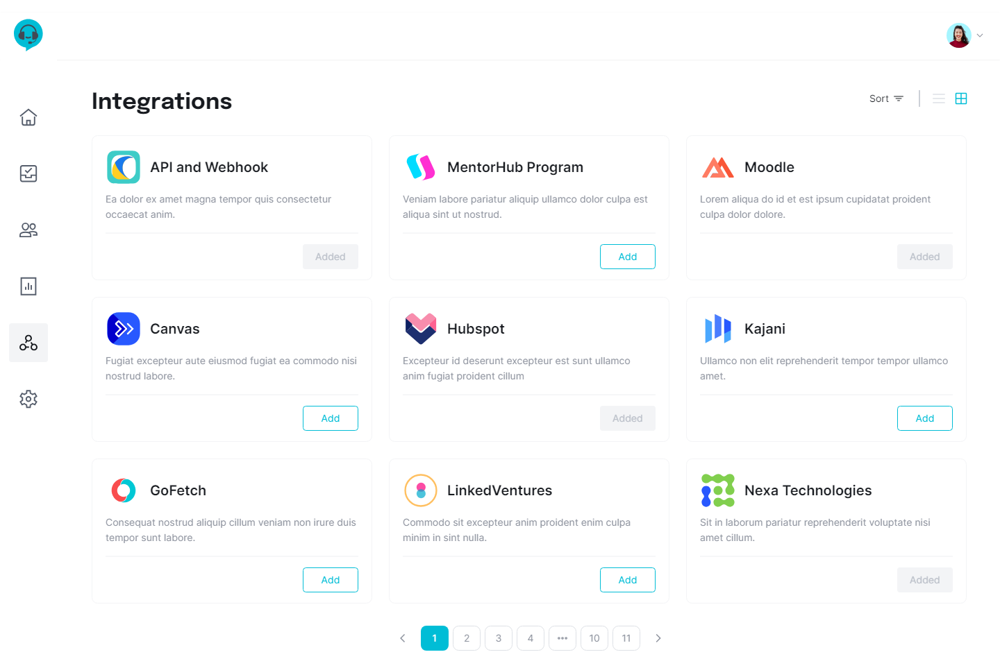 Integrations
Sort
API and Webhook
Ea dolor ex amet magna tempor quis consectetur
occaecat anim.
Added
MentorHub Program
Veniam labore pariatur aliquip ullamco dolor culpa est
aliqua sint ut nostrud.
Add
Moodle
Lorem aliqua do id et est ipsum cupidatat proident
culpa dolor dolore.
Added
Canvas
Fugiat excepteur aute eiusmod fugiat ea commodo nisi
nostrud labore.
Add
Hubspot
Excepteur id deserunt excepteur est sunt ullamco
anim fugiat proident cillum
Added
Kajani
Ullamco non elit reprehenderit tempor tempor ullamco
amet.
Add
GoFetch
Consequat nostrud aliquip cillum veniam non irure duis
tempor sunt labore.
Add
LinkedVentures
Commodo sit excepteur anim proident enim culpa
minim in sint nulla.
Add
Nexa Technologies
Sit in laborum pariatur reprehenderit voluptate nisi
amet cillum.
Added
1 2 3 4 ••• 10 11